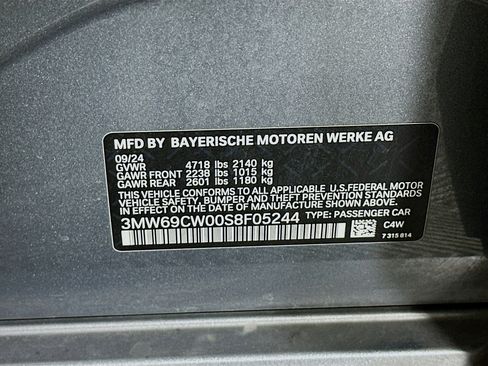 MFD BY BAYERISCHE MOTOREN WERKE AG
09/24
GVWR 4718 lbs 2140 kg
GAWR FRONT 2238 lbs 1015 kg
GAWR REAR 2601 lbs 1180 kg
THIS VEHICLE CONFORMS TO ALL APPLICABLE U.S.FEDERAL MOTOR
VEHICLE SAFETY, BUMPER, AND THEFT PREVENTION STANDARDS
IN EFFECT ON THE DATE OF MANUFACTURE SHOWN ABOVE.
3MW69CW00S8F05244 TYPE: PASSENGER CAR
C4W
7 315 814